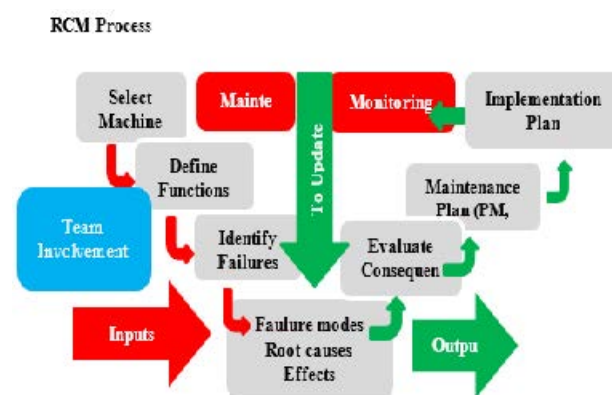 RCM Process
Select
Machine
Mainte
Monitoring
Implementation
Plan
Define
Functions
To Update
Maintenance
Plan (PM,
Team
Involvement
Identify
Failures
Evaluate
Consequen
Inputs
Faulure modes
Root causes
Effects
Outpu